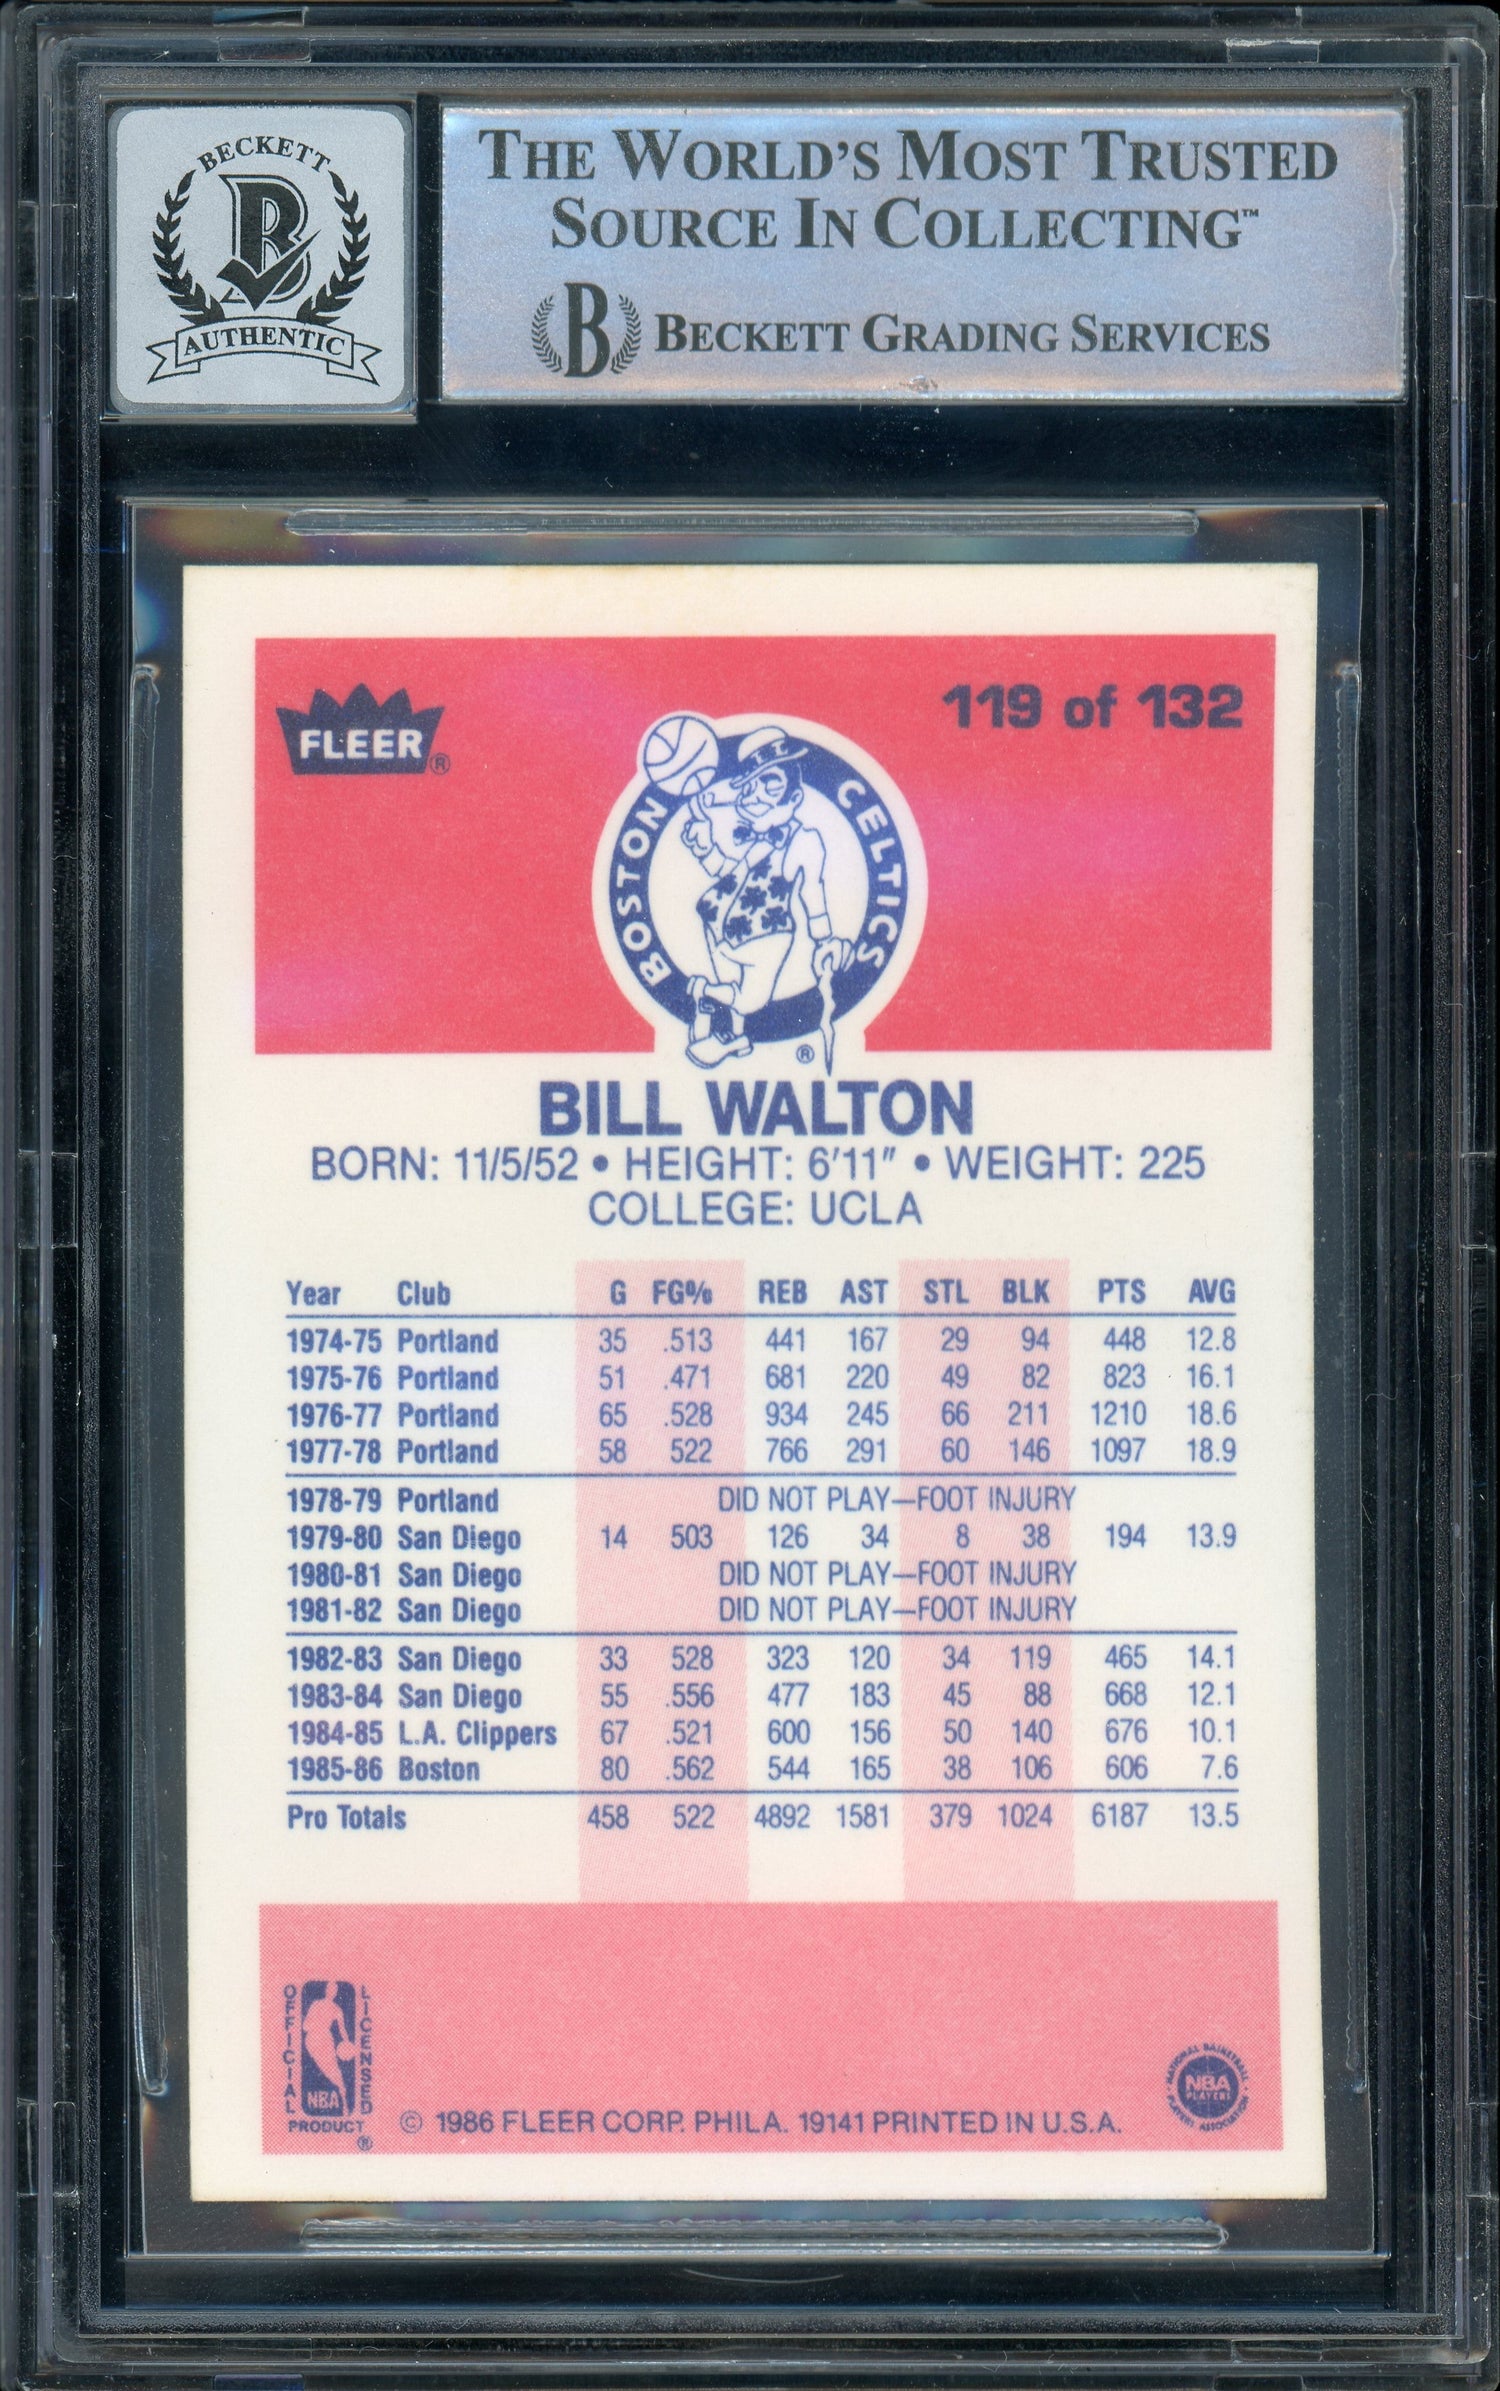 BECKETT
AUTHENTIC
THE WORLD'S MOST TRUSTED
SOURCE IN COLLECTING™
B BECKETT GRADING SERVICES
FLEER®
119 of 132
BOSTON CELTICS
®
BILL WALTON
BORN: 11/5/52 • HEIGHT: 6'11" • WEIGHT: 225
COLLEGE: UCLA
Year Club G FG% REB AST STL BLK PTS AVG
1974-75 Portland 35 .513 441 167 29 94 448 12.8
1975-76 Portland 51 .471 681 220 49 82 823 16.1
1976-77 Portland 65 .528 934 245 66 211 1210 18.6
1977-78 Portland 58 522 766 291 60 146 1097 18.9
1978-79 Portland DID NOT PLAY—FOOT INJURY
1979-80 San Diego 14 503 126 34 8 38 194 13.9
1980-81 San Diego DID NOT PLAY—FOOT INJURY
1981-82 San Diego DID NOT PLAY—FOOT INJURY
1982-83 San Diego 33 528 323 120 34 119 465 14.1
1983-84 San Diego 55 .556 477 183 45 88 668 12.1
1984-85 L.A. Clippers 67 .521 600 156 50 140 676 10.1
1985-86 Boston 80 .562 544 165 38 106 606 7.6
Pro Totals 458 522 4892 1581 379 1024 6187 13.5
OFFICIAL LICENSED
NBA
PRODUCT ®
© 1986 FLEER CORP. PHILA. 19141 PRINTED IN U.S.A.
NATIONAL BASKETBALL
NBA
PLAYERS
PLAYERS ASSOCIATION